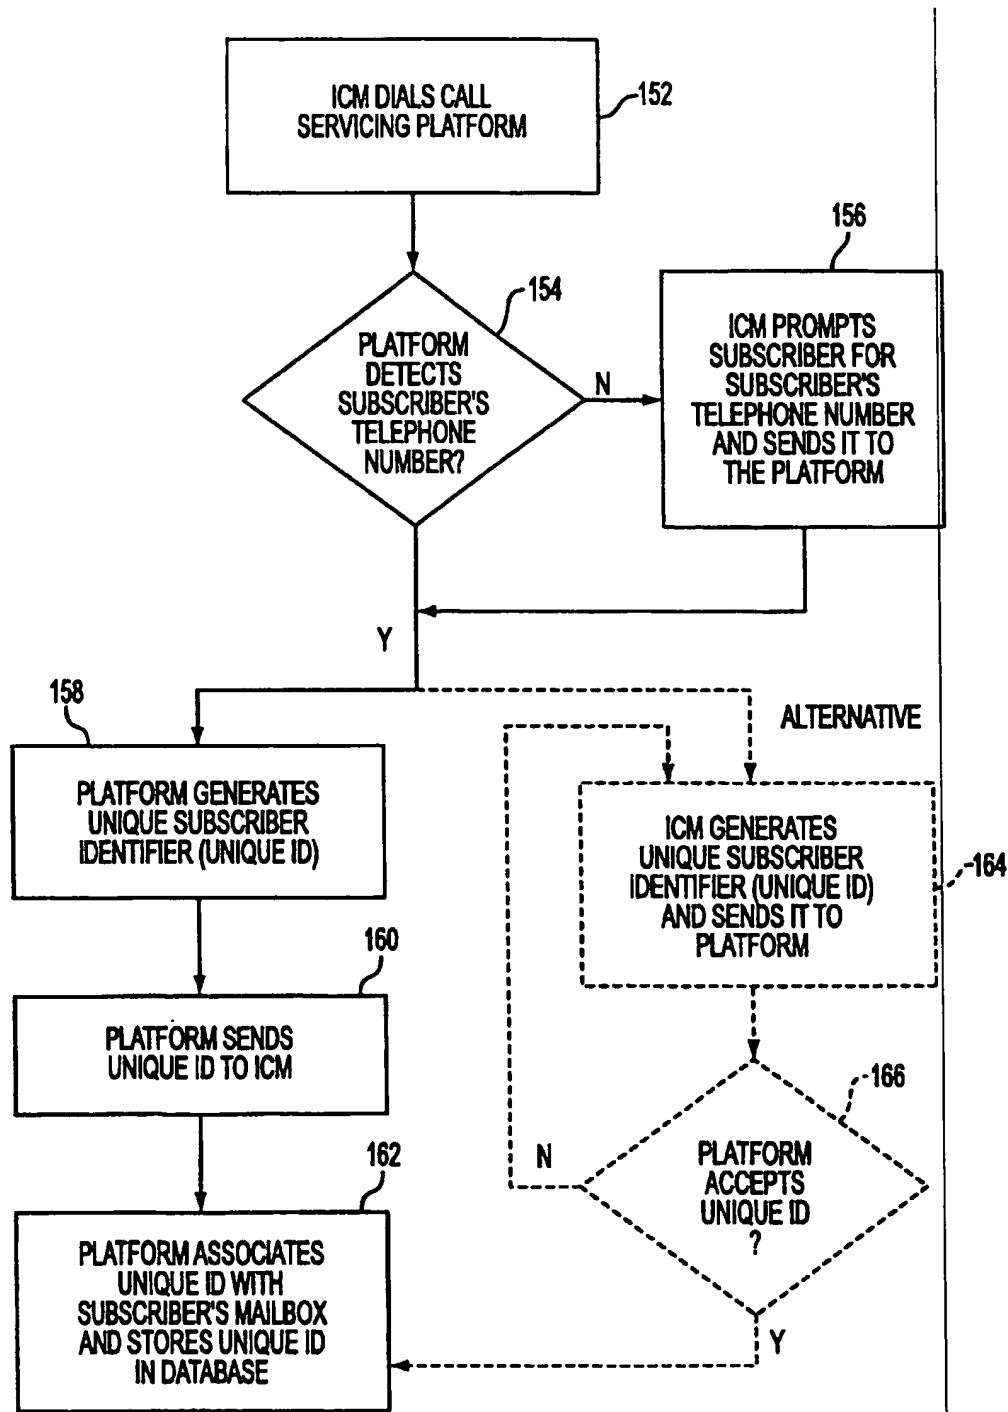 ICM DIALS CALL
SERVICING PLATFORM
152
156
154
PLATFORM
DETECTS
SUBSCRIBER'S
TELEPHONE
NUMBER?
N
ICM PROMPTS
SUBSCRIBER FOR
SUBSCRIBER'S
TELEPHONE NUMBER
AND SENDS IT TO
THE PLATFORM
Y
158
ALTERNATIVE
PLATFORM GENERATES
UNIQUE SUBSCRIBER
IDENTIFIER (UNIQUE ID)
ICM GENERATES
UNIQUE SUBSCRIBER
IDENTIFIER (UNIQUE ID)
AND SENDS IT TO
PLATFORM
164
160
PLATFORM SENDS
UNIQUE ID TO ICM
166
PLATFORM
ACCEPTS
UNIQUE ID
?
N
162
PLATFORM ASSOCIATES
UNIQUE ID WITH
SUBSCRIBER'S MAILBOX
AND STORES UNIQUE ID
IN DATABASE
Y